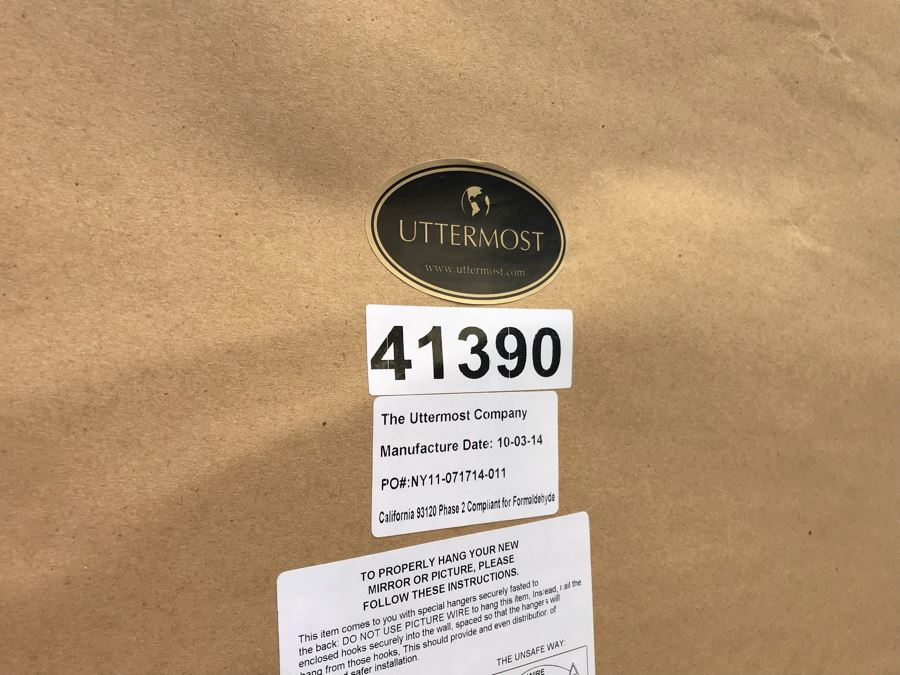 UTTERMOST
www.uttermost.com
41390
The Uttermost Company
Manufacture Date: 10-03-14
PO#:NY11-071714-011
California 93120 Phase 2 Compliant for Formaldehyde
TO PROPERLY HANG YOUR NEW
MIRROR OR PICTURE, PLEASE
FOLLOW THESE INSTRUCTIONS.
This item comes to you with special hangers securely fasted to
the back: DO NOT USE PICTURE WIRE to hang this item, Instead, nail the
enclosed hooks securely into the wall, spaced so that the hangers will
hang from those hooks, This should provide and even distribution of
safer installation.
THE UNSAFE WAY:
WIRE